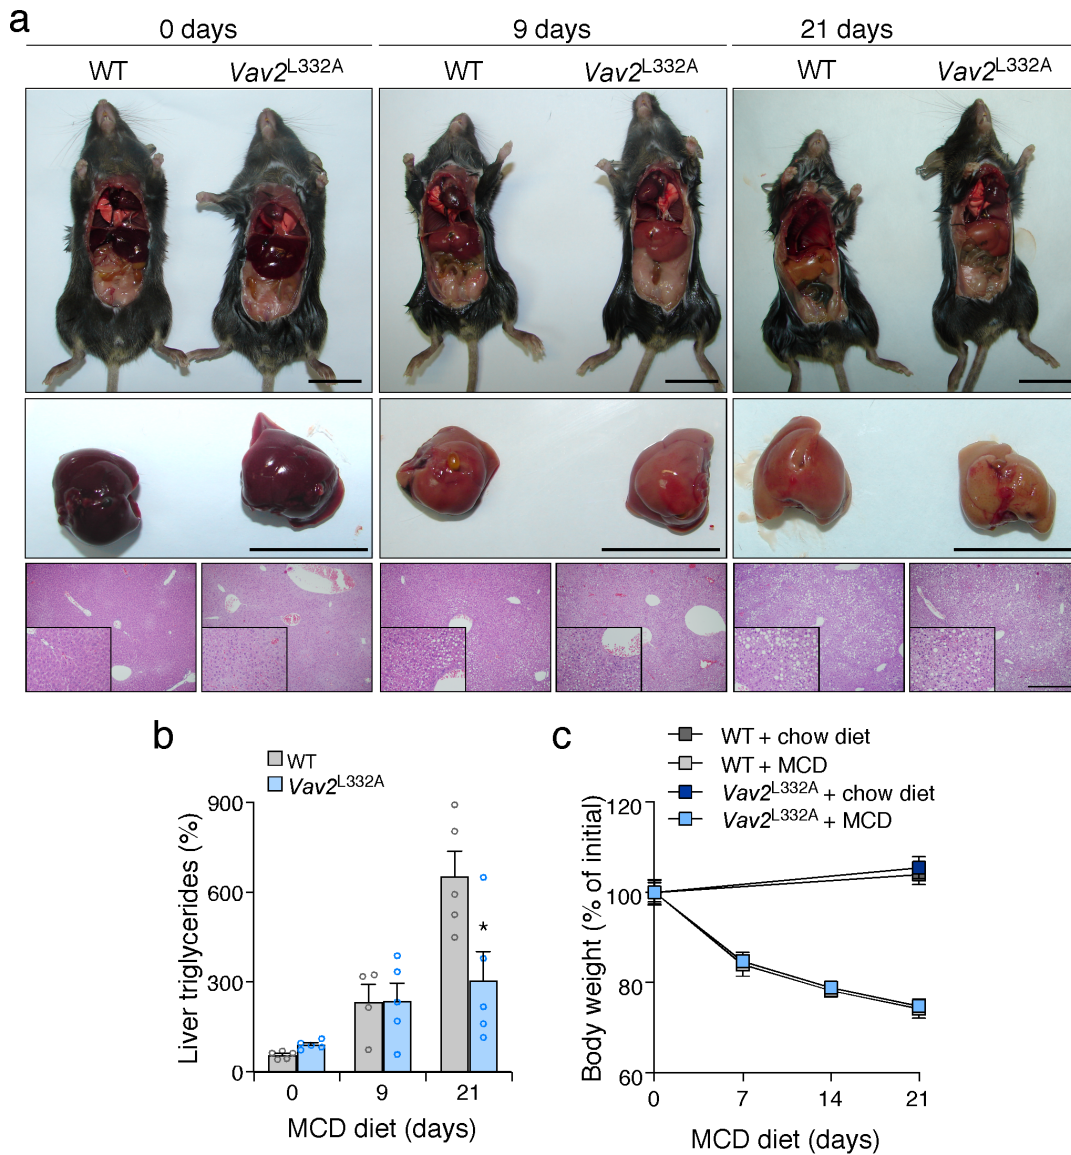 a
0 days 9 days 21 days
WT Vav2L332A WT Vav2L332A WT Vav2L332A
b
WT
Vav2L332A
Liver triglycerides (%)
900
600
300
0
*
0 9 21
MCD diet (days)
c
WT + chow diet
WT + MCD
Vav2L332A + chow diet
Vav2L332A + MCD
Body weight (% of initial)
120
100
80
60
0 7 14 21
MCD diet (days)